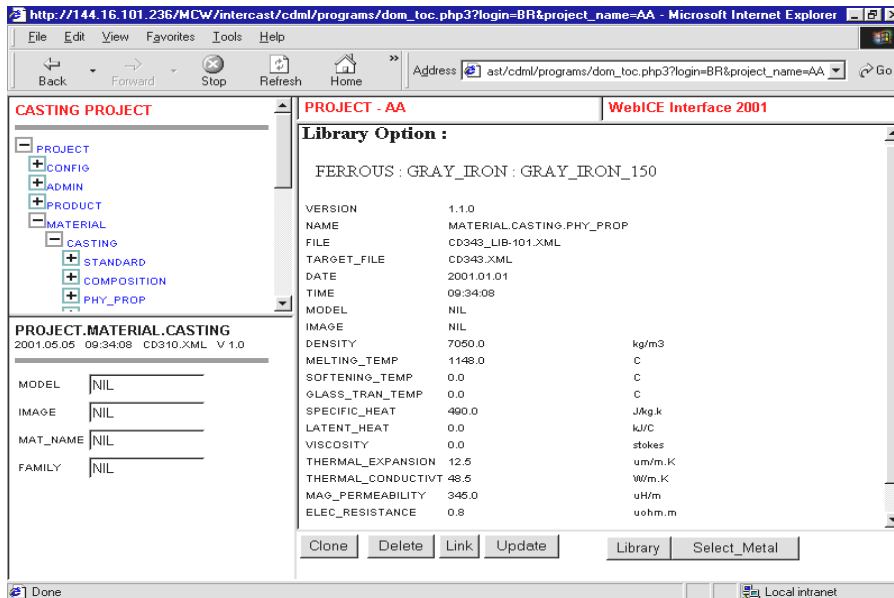 http://144.16.101.236/MCW/intercast/cdml/programs/dom_toc.php3?login=BR&project_name=AA - Microsoft Internet Explorer
File Edit View Favorites Tools Help
Back Forward Stop Refresh Home » Address ast/cdml/programs/dom_toc.php3?login=BR&project_name=AA Go
CASTING PROJECT
PROJECT
CONFIG
ADMIN
PRODUCT
MATERIAL
CASTING
STANDARD
COMPOSITION
PHY_PROP
PROJECT.MATERIAL.CASTING
2001.05.05 09:34:08 CD310.XML V 1.0
MODEL NIL
IMAGE NIL
MAT_NAME NIL
FAMILY NIL
PROJECT - AA WebICE Interface 2001
Library Option :
FERROUS : GRAY_IRON : GRAY_IRON_150
VERSION 1.1.0
NAME MATERIAL.CASTING.PHY_PROP
FILE CD343_LIB-101.XML
TARGET_FILE CD343.XML
DATE 2001.01.01
TIME 09:34:08
MODEL NIL
IMAGE NIL
DENSITY 7050.0 kg/m3
MELTING_TEMP 1148.0 C
SOFTENING_TEMP 0.0 C
GLASS_TRAN_TEMP 0.0 C
SPECIFIC_HEAT 490.0 J/kg.k
LATENT_HEAT 0.0 kJ/C
VISCOSITY 0.0 stokes
THERMAL_EXPANSION 12.5 um/m.K
THERMAL_CONDUCTIVT 48.5 W/m.K
MAG_PERMEABILITY 345.0 uH/m
ELEC_RESISTANCE 0.8 uohm.m
Clone Delete Link Update Library Select_Metal
Done Local intranet